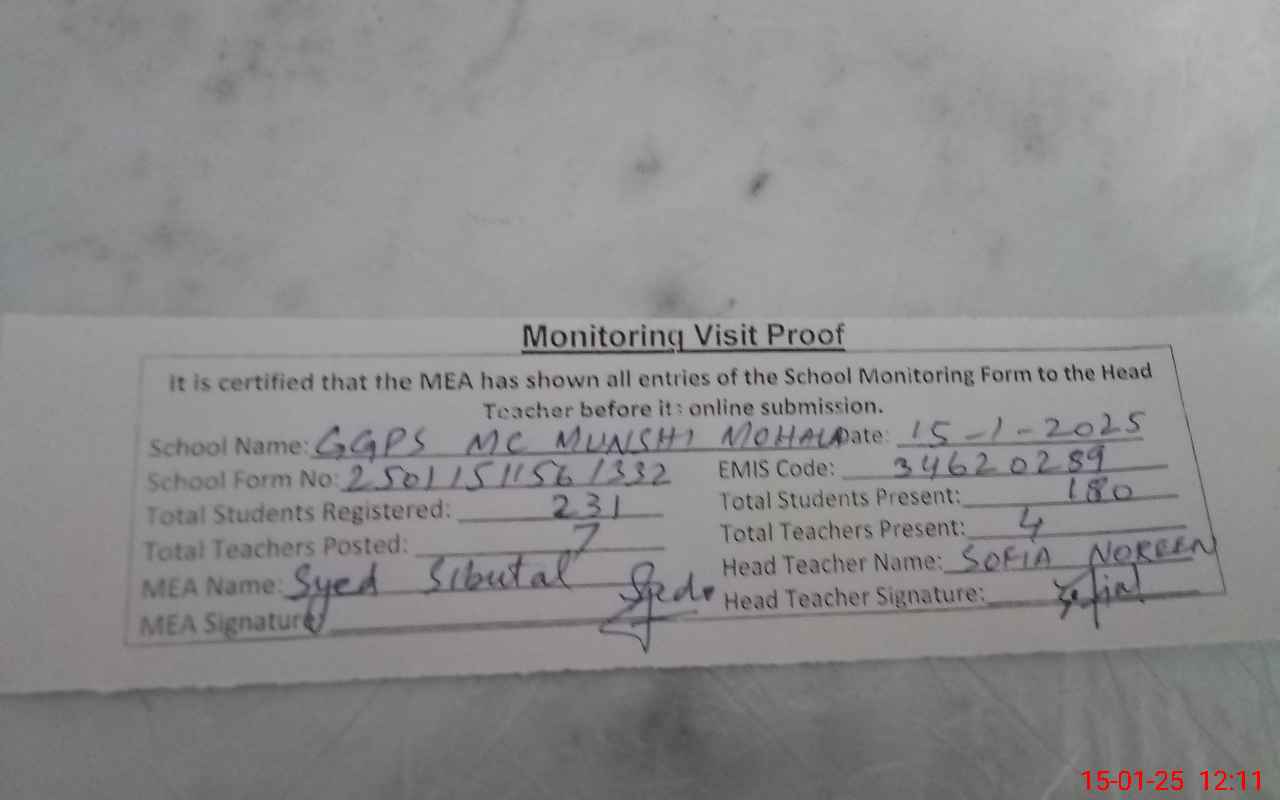 Monitoring Visit Proof
It is certified that the MEA has shown all entries of the School Monitoring Form to the Head
Teacher before its online submission.
School Name: GGPS MC MUNSHI MOHALA Date: 15-1-2025
School Form No: 25011511561332 EMIS Code: 34620289
Total Students Registered: 231 Total Students Present: 180
Total Teachers Posted: 7 Total Teachers Present: 4
MEA Name: Syed Sibutal Head Teacher Name: SOFIA NOREEN
MEA Signature: Head Teacher Signature:
15-01-25 12:11